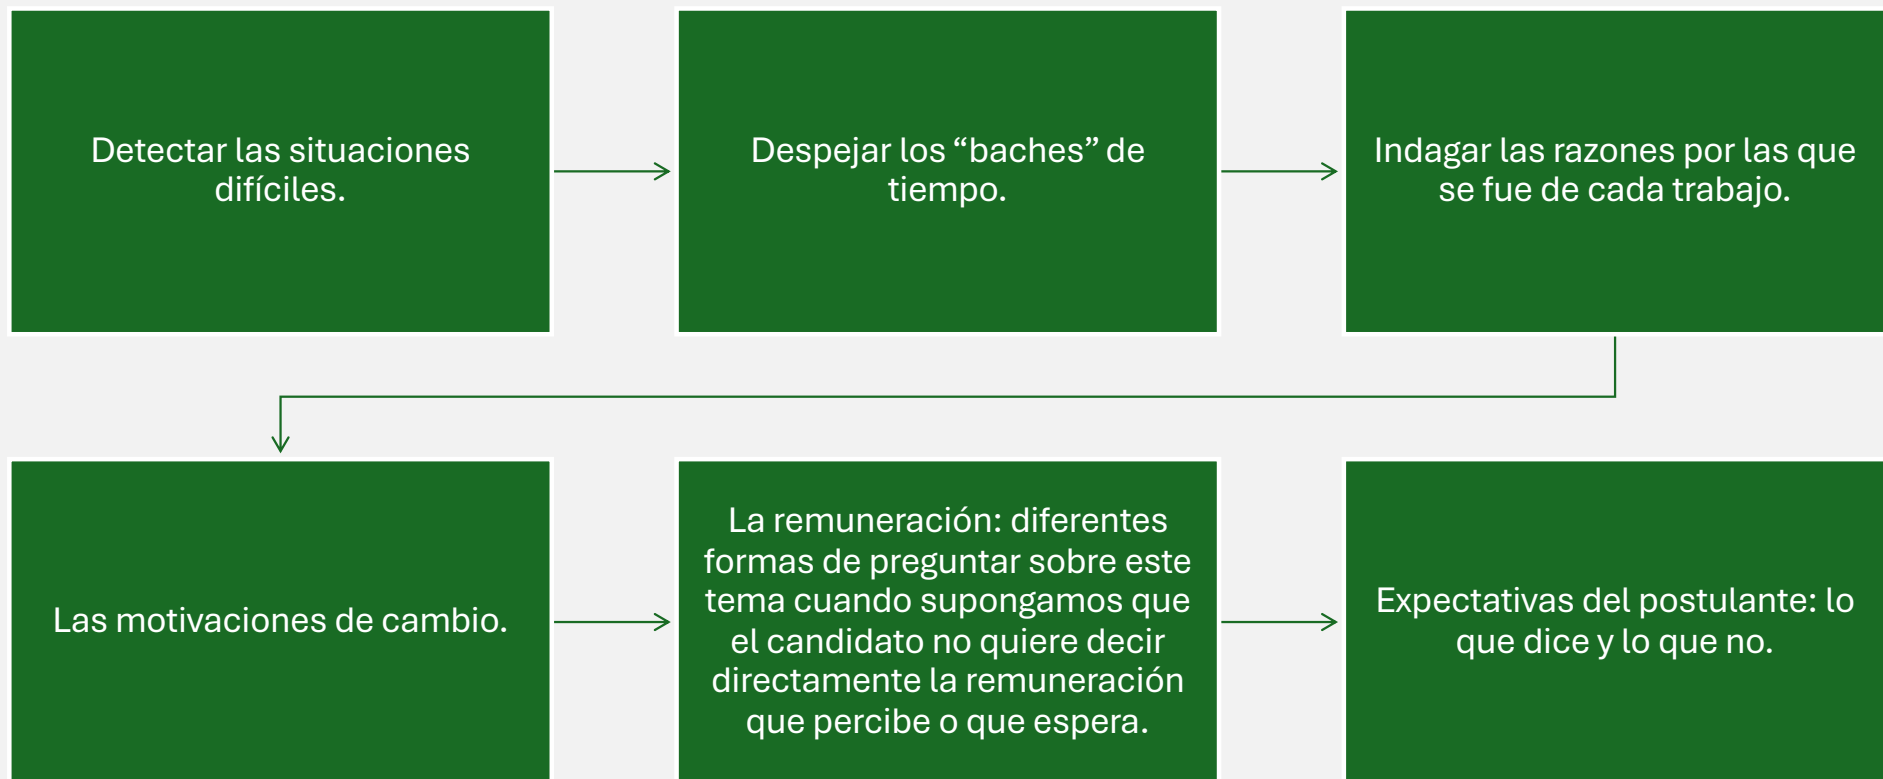 Detectar las situaciones
difíciles.
Despejar los “baches” de
tiempo.
Indagar las razones por las que
se fue de cada trabajo.
Las motivaciones de cambio.
La remuneración: diferentes
formas de preguntar sobre este
tema cuando supongamos que
el candidato no quiere decir
directamente la remuneración
que percibe o que espera.
Expectativas del postulante: lo
que dice y lo que no.